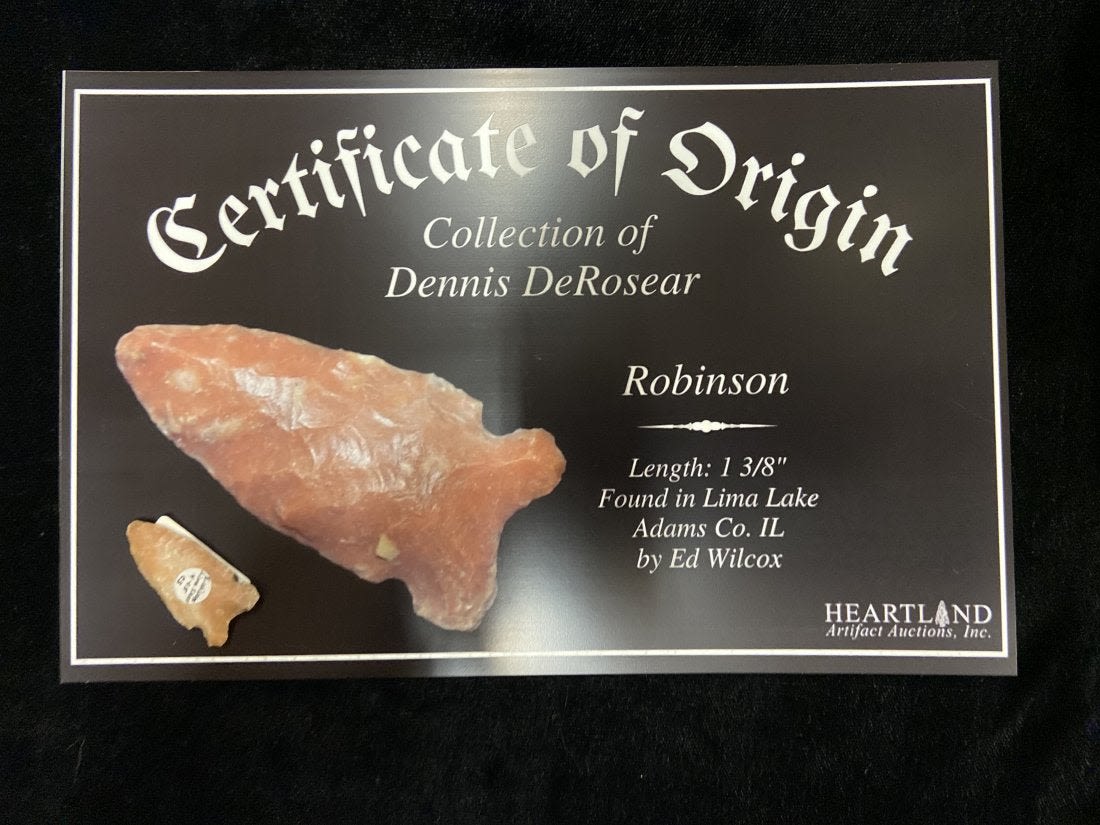 Certificate of Origin
Collection of
Dennis DeRosear
Robinson
Length: 1 3/8"
Found in Lima Lake
Adams Co. IL
by Ed Wilcox
HEARTLAND
Artifact Auctions, Inc.